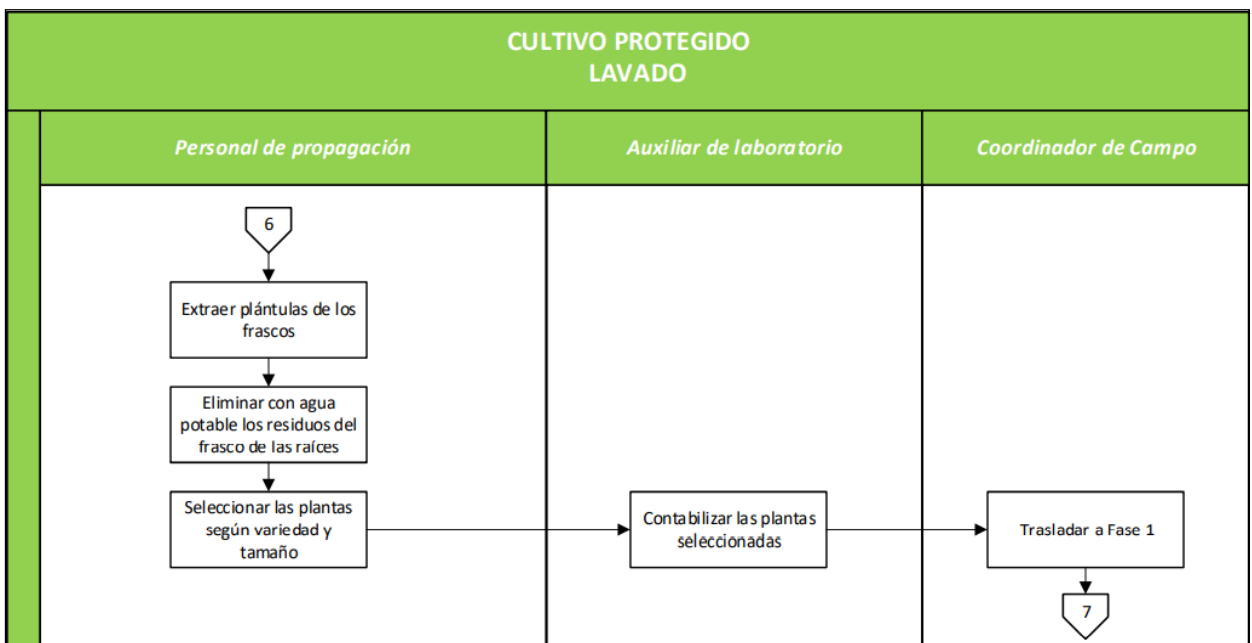 CULTIVO PROTEGIDO
LAVADO
Personal de propagación
Auxiliar de laboratorio
Coordinador de Campo
6
Extraer plántulas de los
frascos
Eliminar con agua
potable los residuos del
frasco de las raíces
Seleccionar las plantas
según variedad y
tamaño
Contabilizar las plantas
seleccionadas
Trasladar a Fase 1
7